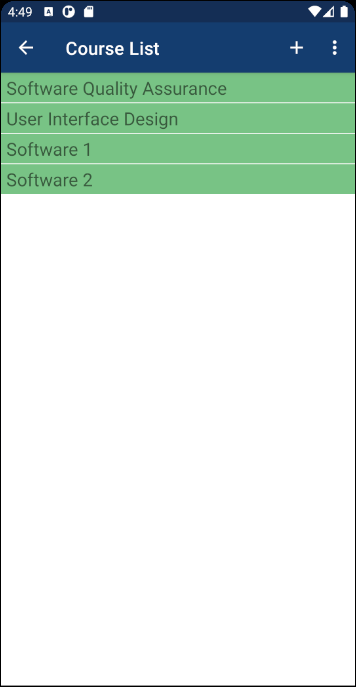 4:49
Course List
Software Quality Assurance
User Interface Design
Software 1
Software 2